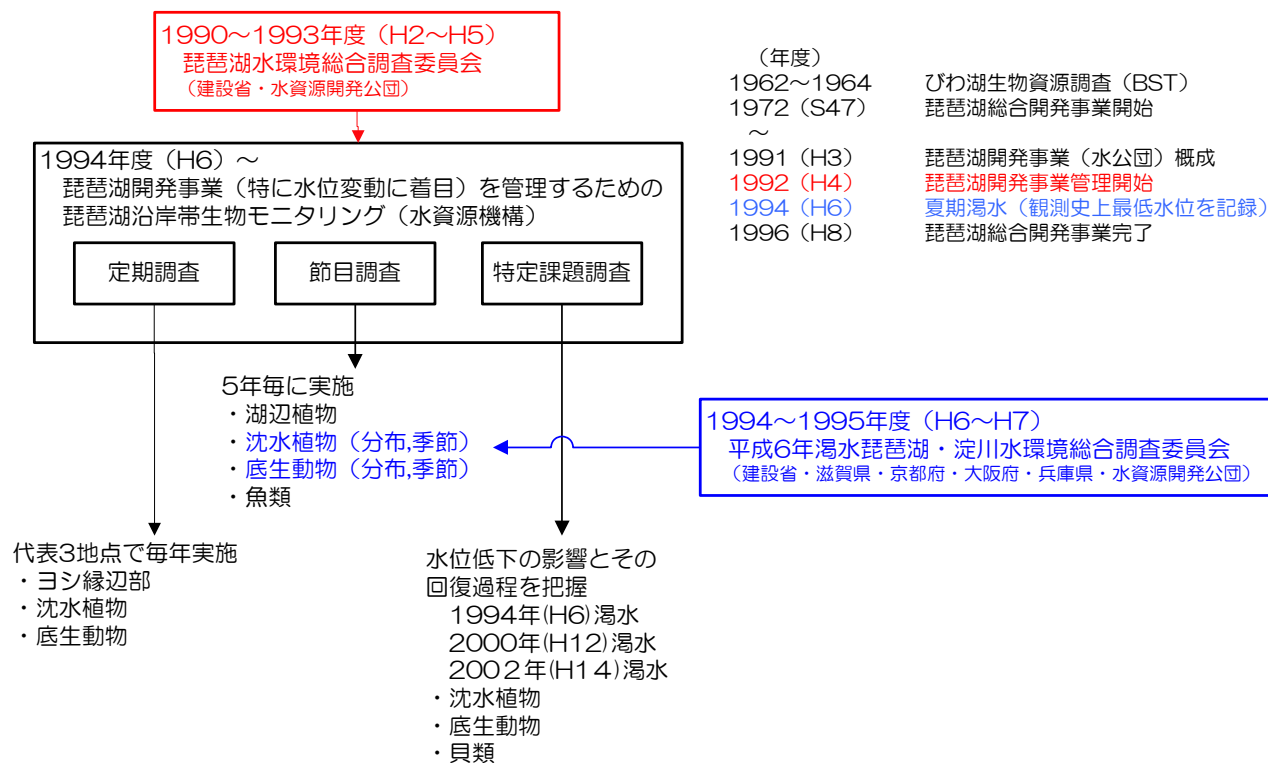 1990～1993年度（H2～H5）
琵琶湖水環境総合調査委員会
（建設省・水資源開発公団）
（年度）
1962～1964 びわ湖生物資源調査（BST）
1972（S47） 琵琶湖総合開発事業開始
～
1991（H3） 琵琶湖開発事業（水公団）概成
1992（H4） 琵琶湖開発事業管理開始
1994（H6） 夏期渇水（観測史上最低水位を記録）
1996（H8） 琵琶湖総合開発事業完了
1994年度（H6）～
琵琶湖開発事業（特に水位変動に着目）を管理するための
琵琶湖沿岸帯生物モニタリング（水資源機構）
定期調査
節目調査
特定課題調査
5年毎に実施
・湖辺植物
・沈水植物（分布,季節）
・底生動物（分布,季節）
・魚類
1994～1995年度（H6～H7）
平成6年渇水琵琶湖・淀川水環境総合調査委員会
（建設省・滋賀県・京都府・大阪府・兵庫県・水資源開発公団）
代表3地点で毎年実施
・ヨシ縁辺部
・沈水植物
・底生動物
水位低下の影響とその
回復過程を把握
1994年(H6)渇水
2000年(H12)渇水
2002年(H14)渇水
・沈水植物
・底生動物
・貝類